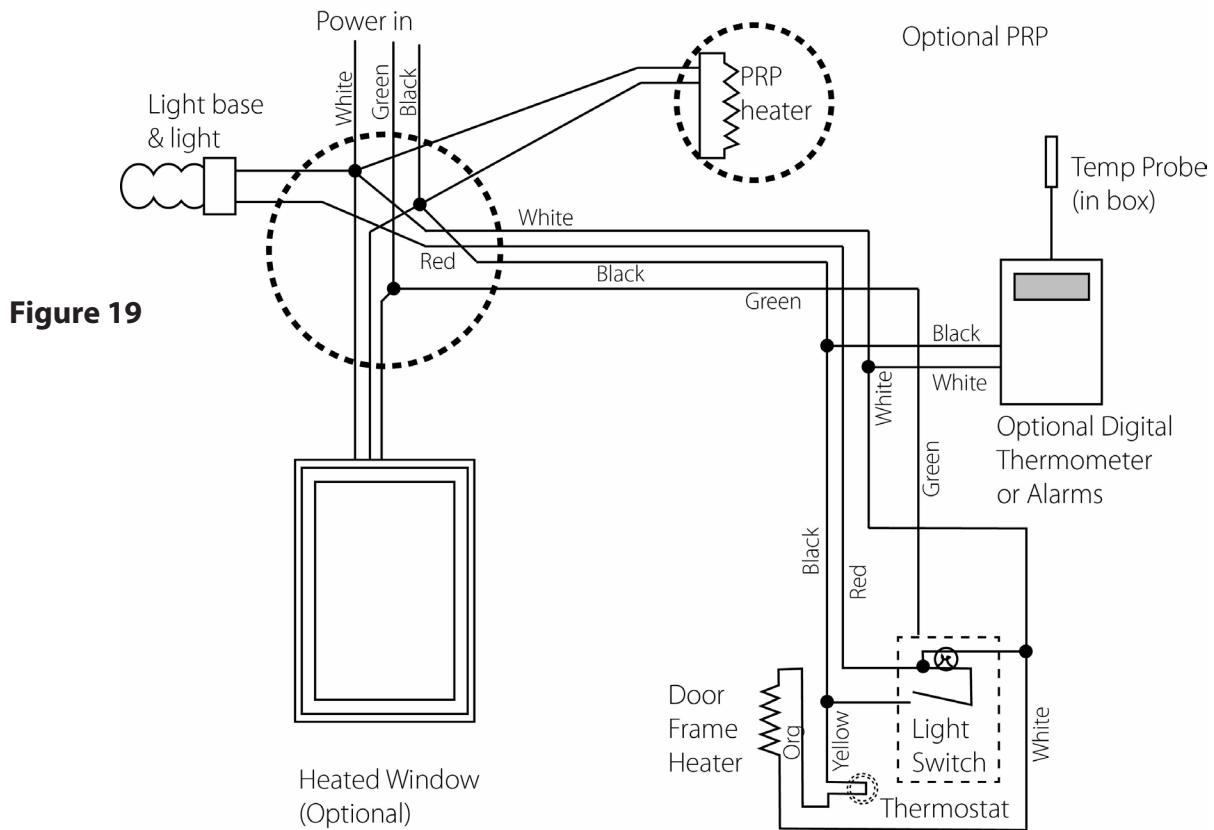 Power in
Optional PRP
White
Green
Black
PRP
heater
Light base
& light
Temp Probe
(in box)
White
Red
Black
Green
Figure 19
Black
White
White
Optional Digital
Thermometer
or Alarms
Green
Black
Red
Door
Frame
Heater
Org
Yellow
Light
Switch
White
Thermostat
Heated Window
(Optional)